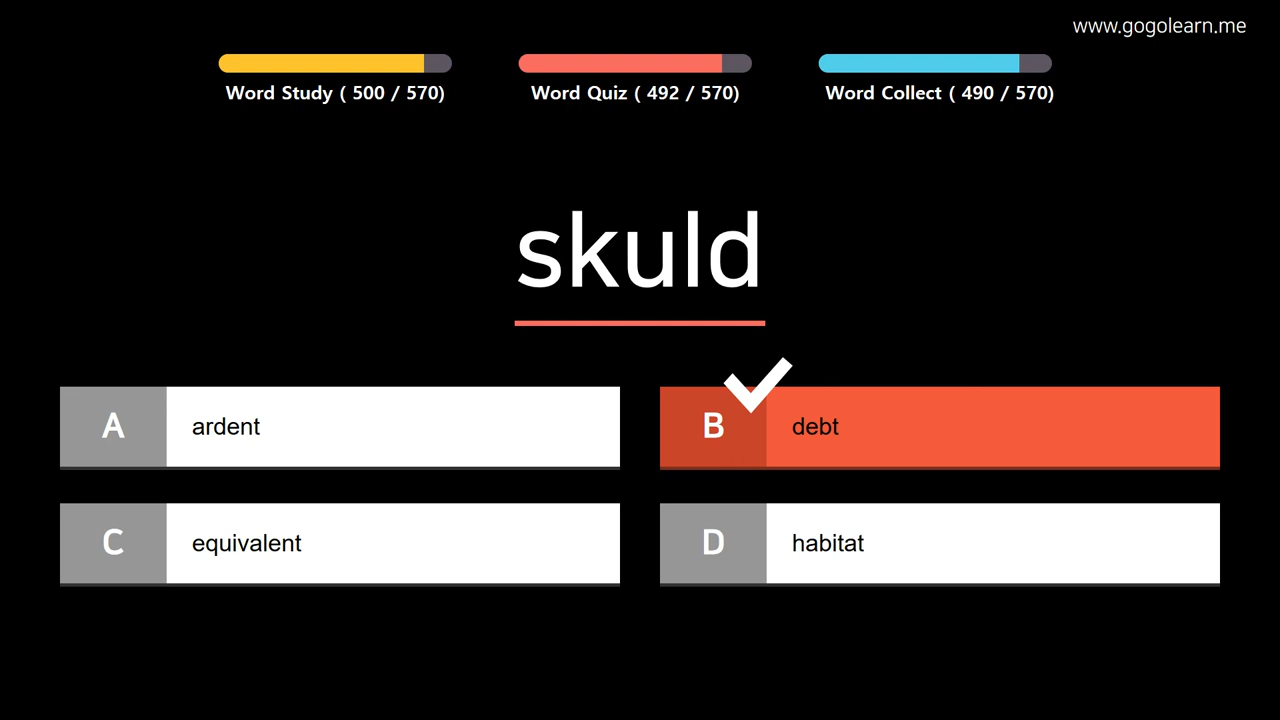 www.gogolearn.me
Word Study ( 500 / 570)
Word Quiz ( 492 / 570)
Word Collect ( 490 / 570)
skuld
A
ardent
B
debt
C
equivalent
D
habitat